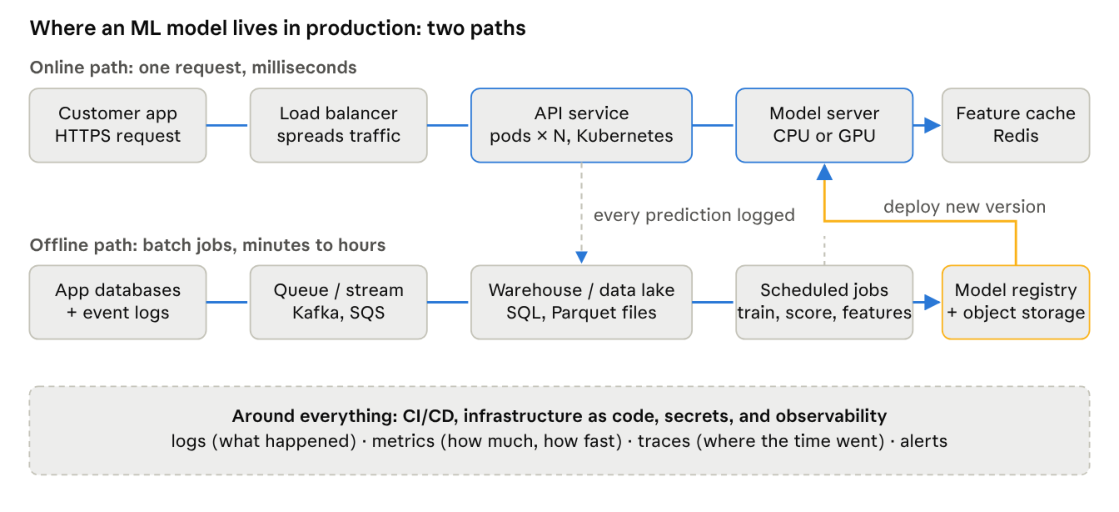 Where an ML model lives in production: two paths
Online path: one request, milliseconds
Customer app
HTTPS request
Load balancer
spreads traffic
API service
pods × N, Kubernetes
Model server
CPU or GPU
Feature cache
Redis
every prediction logged
deploy new version
Offline path: batch jobs, minutes to hours
App databases
+ event logs
Queue / stream
Kafka, SQS
Warehouse / data lake
SQL, Parquet files
Scheduled jobs
train, score, features
Model registry
+ object storage
Around everything: CI/CD, infrastructure as code, secrets, and observability
logs (what happened) · metrics (how much, how fast) · traces (where the time went) · alerts